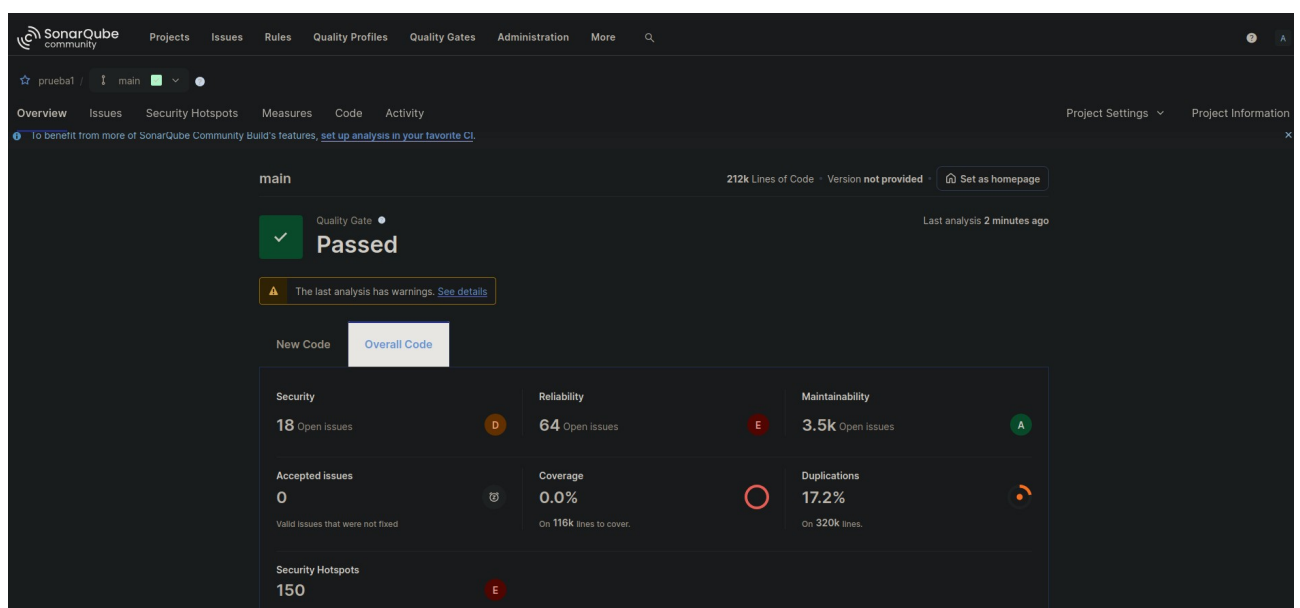 SonarQube community Projects Issues Rules Quality Profiles Quality Gates Administration More A
prueba1 / main
Overview Issues Security Hotspots Measures Code Activity Project Settings Project Information
To benefit from more of SonarQube Community Build's features, set up analysis in your favorite CI.
main 212k Lines of Code · Version not provided · Set as homepage
Quality Gate Last analysis 2 minutes ago
Passed
The last analysis has warnings. See details
New Code Overall Code
Security Reliability Maintainability
18 Open issues D 64 Open issues E 3.5k Open issues A
Accepted issues Coverage Duplications
0 0.0% 17.2%
Valid issues that were not fixed On 116k lines to cover. On 320k lines.
Security Hotspots
150 E